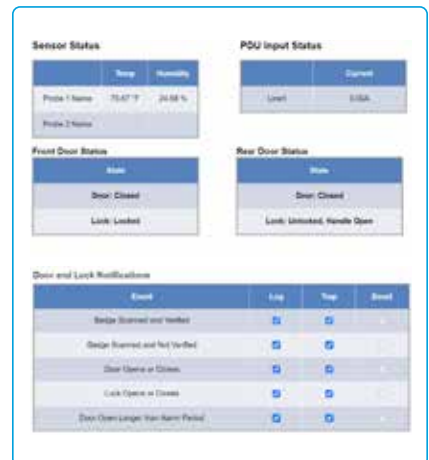 Sensor Status
Temp Humidity
Probe 1 Name 70.67 °F 24.68 %
Probe 2 Name
PDU Input Status
Current
Line1
Front Door Status
State
Door: Closed
Lock: Locked
Rear Door Status
State
Door: Closed
Lock: Unlocked, Handle Open
Door and Lock Notifications
Event Log Trap Email
Badge Scanned and Verified
Badge Scanned and Not Verified
Door Opens or Closes
Lock Opens or Closes
Door Open Longer than Alarm Period